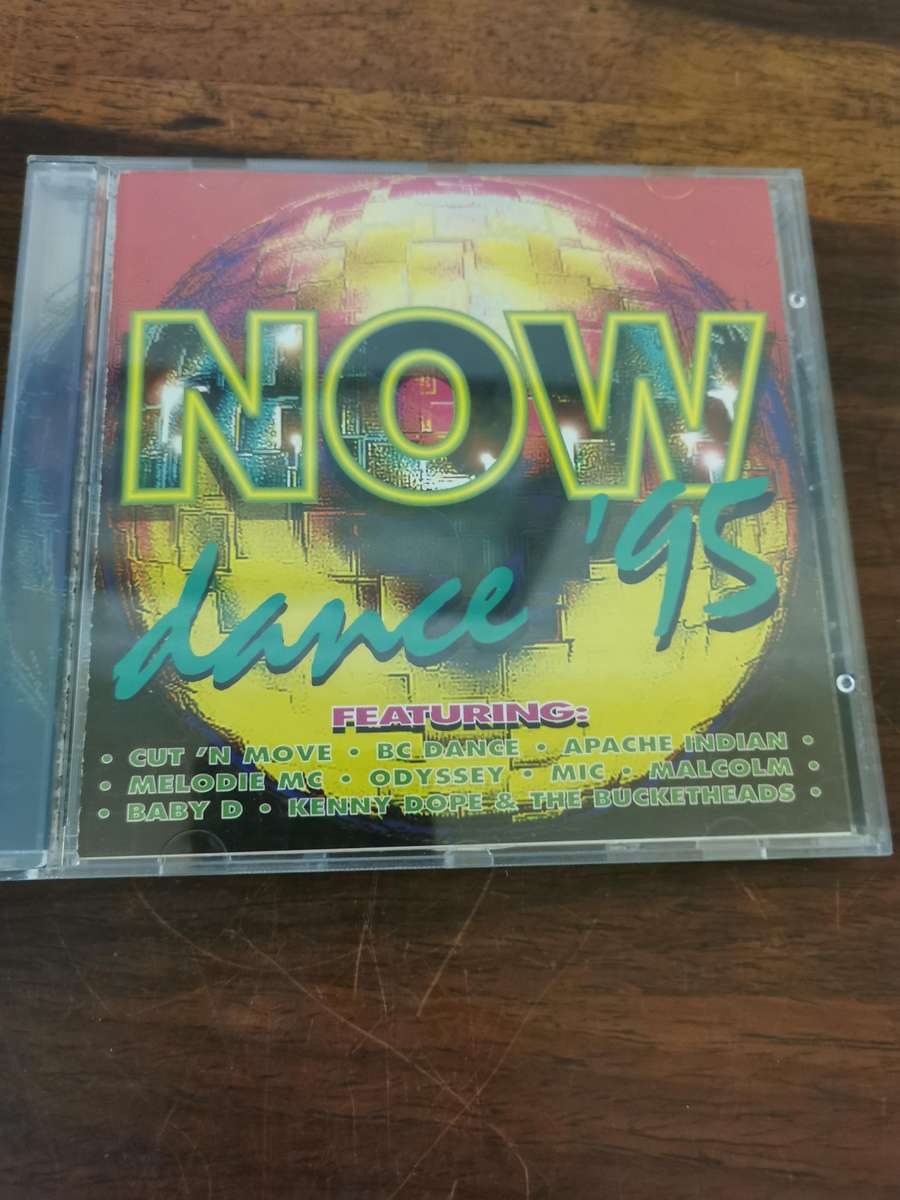 NOW
dance '95
FEATURING:
• CUT 'N MOVE • BC DANCE • APACHE INDIAN •
• MELODIE MC • ODYSSEY • MIC • MALCOLM •
• BABY D • KENNY DOPE & THE BUCKETHEADS •